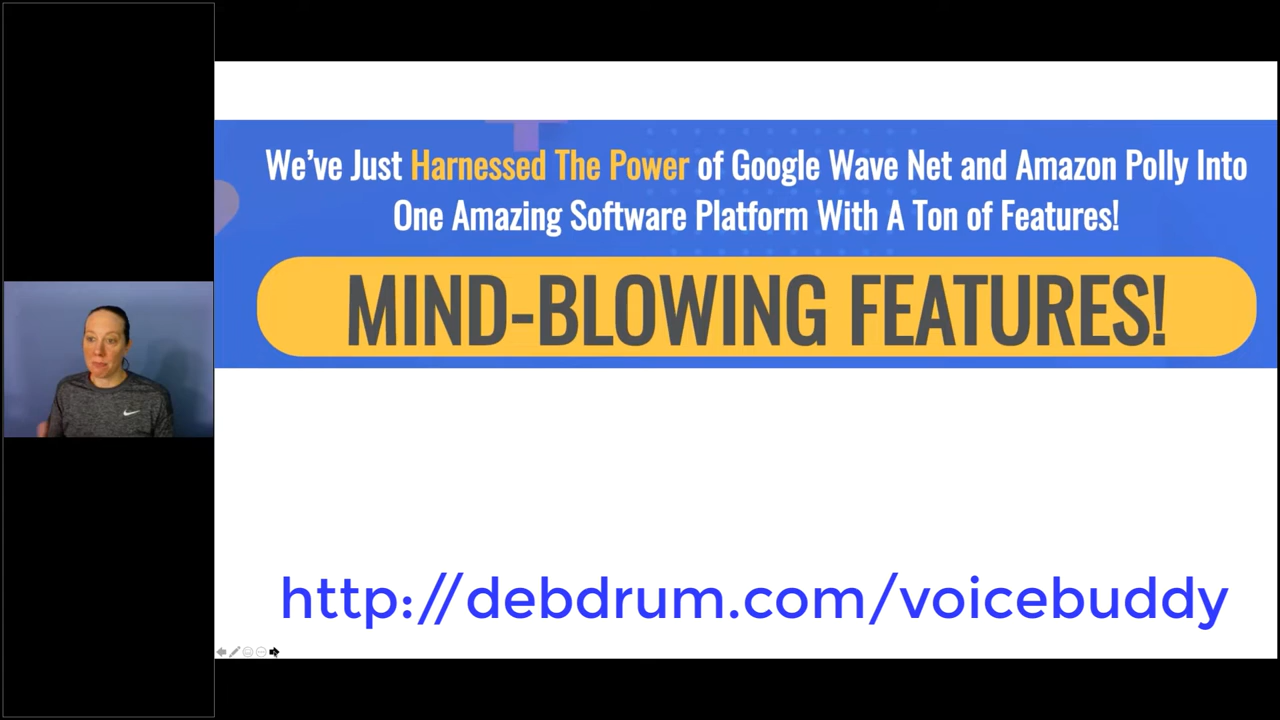 We've Just Harnessed The Power of Google Wave Net and Amazon Polly Into
One Amazing Software Platform With A Ton of Features!
MIND-BLOWING FEATURES!
http://debdrum.com/voicebuddy